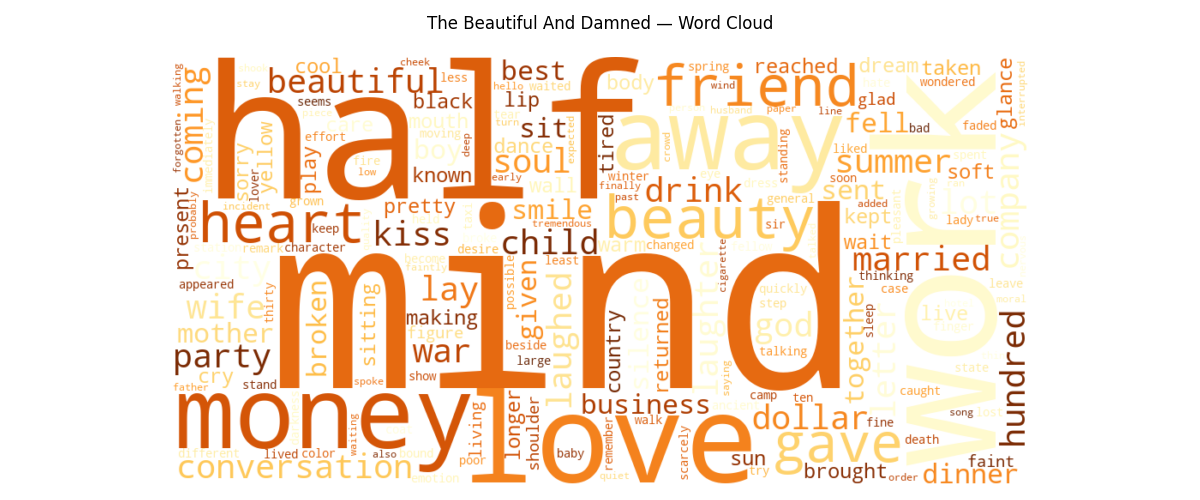 The Beautiful And Damned — Word Cloud
half
mind
work
away
love
money
friend
heart
beauty
beautiful
coming
cool
cheek
less
stay
walking
forgotten
seems
black
best
hello
waited
body
lip
turn
spring
wind
reached
husband
paper
line
dream
taken
wondered
glance
interrupted
glad
fell
bad
faded
sorry
yellow
effort
play
fire
low
lover
grown
mouth
moving
boy
deep
known
sit
dance
soul
early
wall
expected
tired
winter
finally
past
crowd
drink
standing
general
liked
summer
soft
soon
sent
added
kept
lady
true
growing
company
present
probably
incident
keep
remark
character
pretty
kiss
smile
tremendous
desire
child
warm
changed
sir
cigarette
wait
married
thinking
case
leave
moral
appeared
thirty
wife
mother
broken
sitting
lay
become
faintly
making
figure
possible
given
least
beside
large
laughed
country
silence
returned
laughter
quickly
step
god
talking
together
sleep
letter
live
state
hundred
party
cry
father
stand
spoke
show
war
saying
camp
ten
caught
song
lost
business
dollar
fine
death
walk
living
longer
shoulder
baby
remember
scarcely
quiet
sun
try
gave
brought
order
dinner
faint
different
lived
color
waiting
also
bound
poor
emotion
conversation